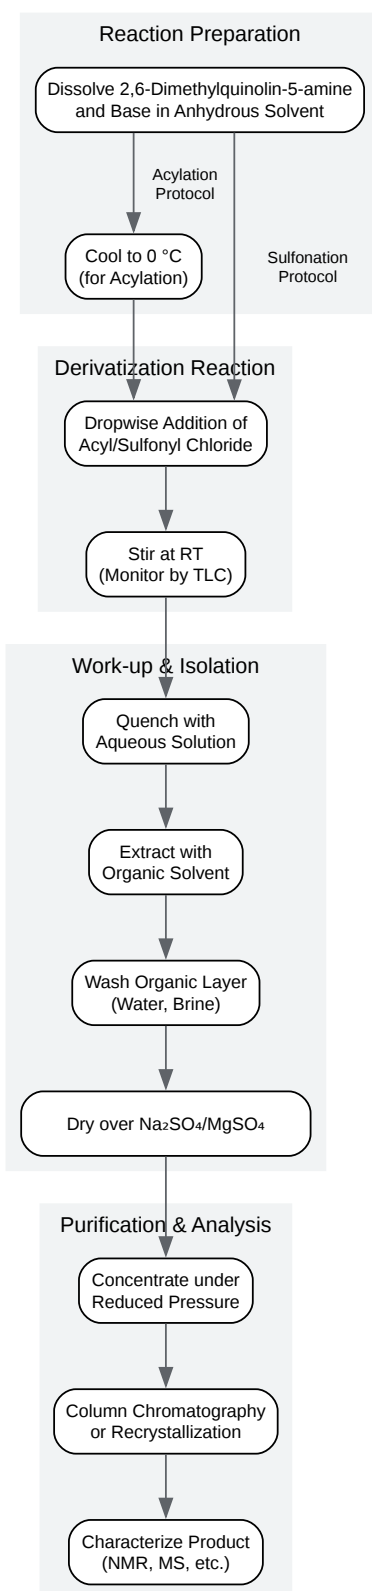 Reaction Preparation
Dissolve 2,6-Dimethylquinolin-5-amine
and Base in Anhydrous Solvent
Acylation
Protocol
Cool to 0 °C
(for Acylation)
Sulfonation
Protocol
Derivatization Reaction
Dropwise Addition of
Acyl/Sulfonyl Chloride
Stir at RT
(Monitor by TLC)
Work-up & Isolation
Quench with
Aqueous Solution
Extract with
Organic Solvent
Wash Organic Layer
(Water, Brine)
Dry over Na₂SO₄/MgSO₄
Purification & Analysis
Concentrate under
Reduced Pressure
Column Chromatography
or Recrystallization
Characterize Product
(NMR, MS, etc.)